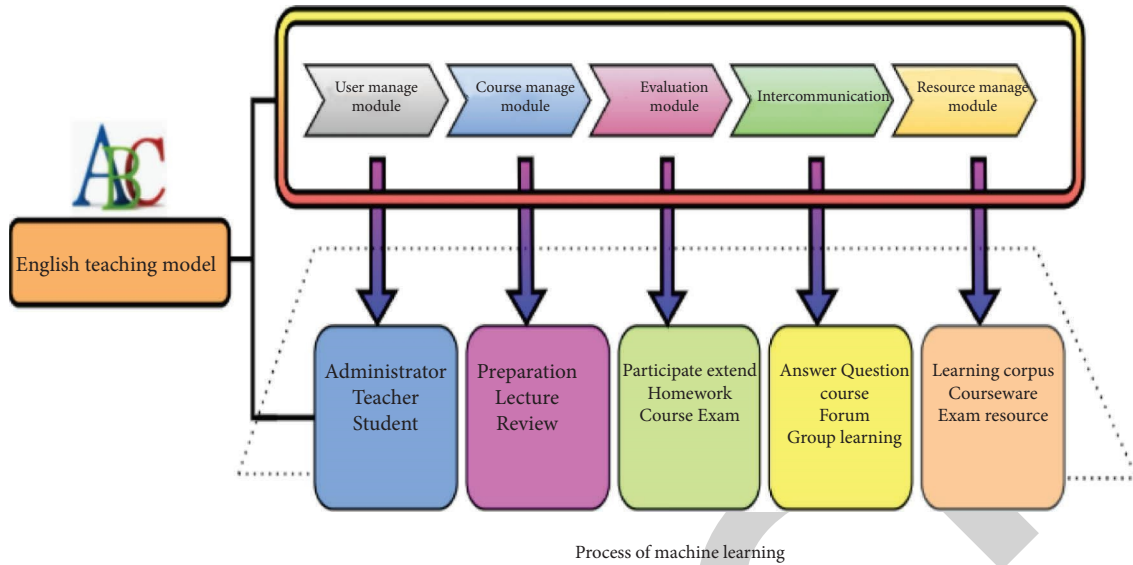 User manage
module
Course manage
module
Evaluation
module
Intercommunication
Resource manage
module
ABC
English teaching model
Administrator
Teacher
Student
Preparation
Lecture
Review
Participate extend
Homework
Course Exam
Answer Question
course
Forum
Group learning
Learning corpus
Courseware
Exam resource
Process of machine learning